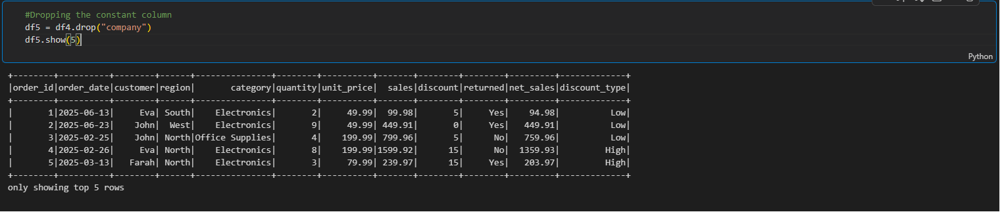 #Dropping the constant column
df5 = df4.drop("company")
df5.show(5)
Python
+--------+----------+--------+------+---------------+--------+----------+-------+--------+--------+---------+-------------+
|order_id|order_date|customer|region|       category|quantity|unit_price|  sales|discount|returned|net_sales|discount_type|
+--------+----------+--------+------+---------------+--------+----------+-------+--------+--------+---------+-------------+
|       1|2025-06-13|     Eva| South|    Electronics|       2|     49.99|  99.98|       5|     Yes|    94.98|          Low|
|       2|2025-06-23|    John|  West|    Electronics|       9|     49.99| 449.91|       0|     Yes|   449.91|          Low|
|       3|2025-02-25|    John| North|Office Supplies|       4|    199.99| 799.96|       5|      No|   759.96|          Low|
|       4|2025-02-26|     Eva| North|    Electronics|       8|    199.99|1599.92|      15|      No|  1359.93|         High|
|       5|2025-03-13|   Farah| North|    Electronics|       3|     79.99| 239.97|      15|     Yes|   203.97|         High|
+--------+----------+--------+------+---------------+--------+----------+-------+--------+--------+---------+-------------+
only showing top 5 rows